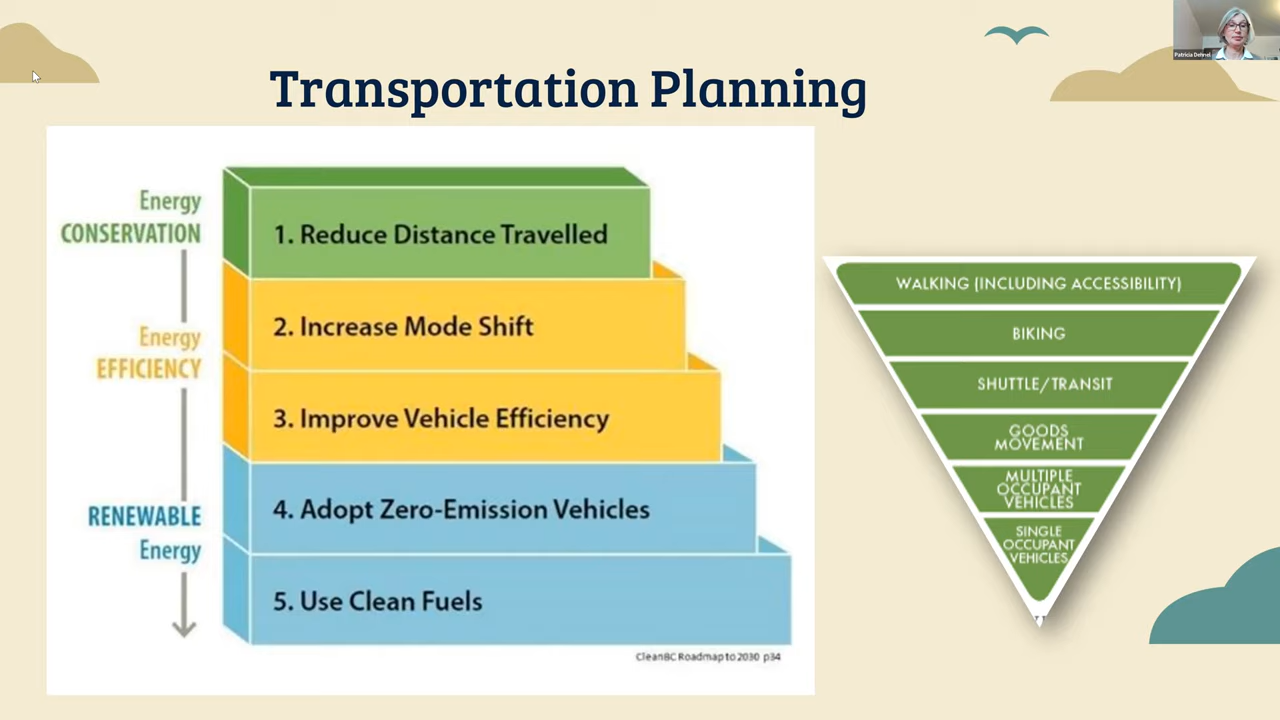 Transportation Planning
Patricia Dehnel
Energy
CONSERVATION
Energy
EFFICIENCY
RENEWABLE
Energy
1. Reduce Distance Travelled
2. Increase Mode Shift
3. Improve Vehicle Efficiency
4. Adopt Zero-Emission Vehicles
5. Use Clean Fuels
CleanBC Roadmap to 2030 p34
WALKING (INCLUDING ACCESSIBILITY)
BIKING
SHUTTLE/TRANSIT
GOODS
MOVEMENT
MULTIPLE
OCCUPANT
VEHICLES
SINGLE
OCCUPANT
VEHICLES